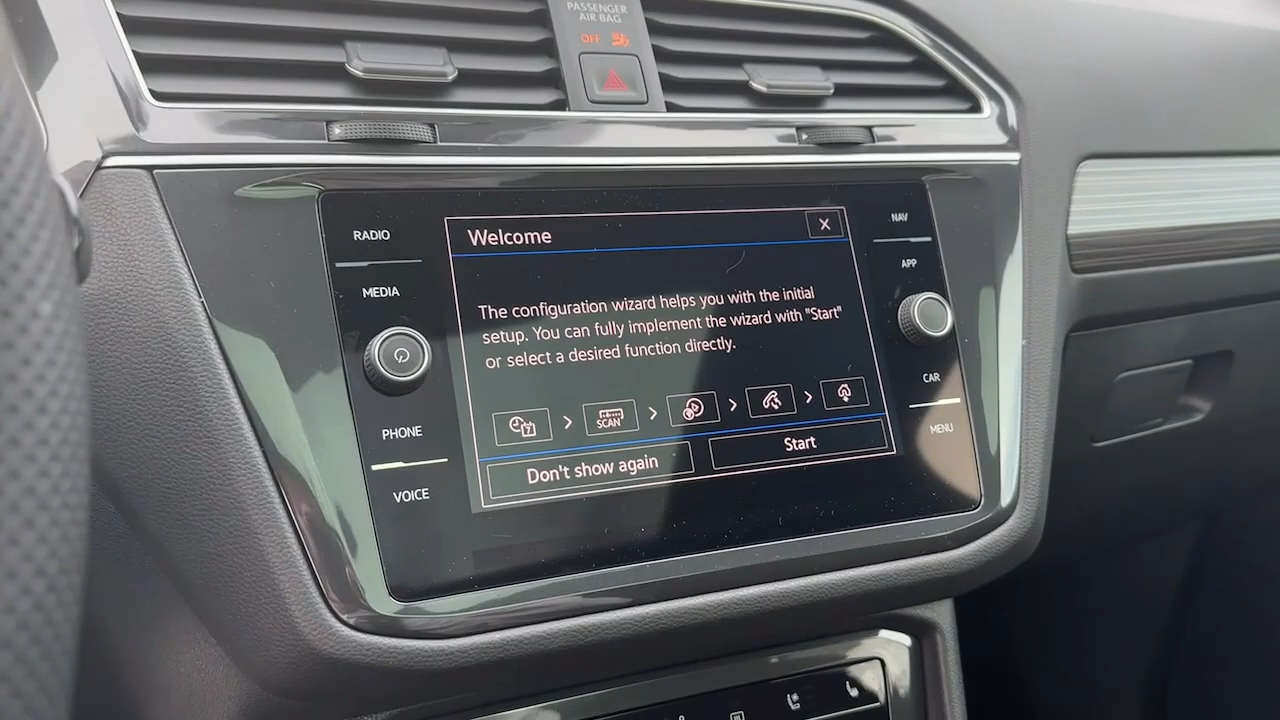 PASSENGER
AIR BAG
OFF
RADIO
MEDIA
PHONE
VOICE
Welcome
X
The configuration wizard helps you with the initial
setup. You can fully implement the wizard with "Start"
or select a desired function directly.
7
>
SCAN
>
>
>
Don't show again
Start
NAV
APP
CAR
MENU